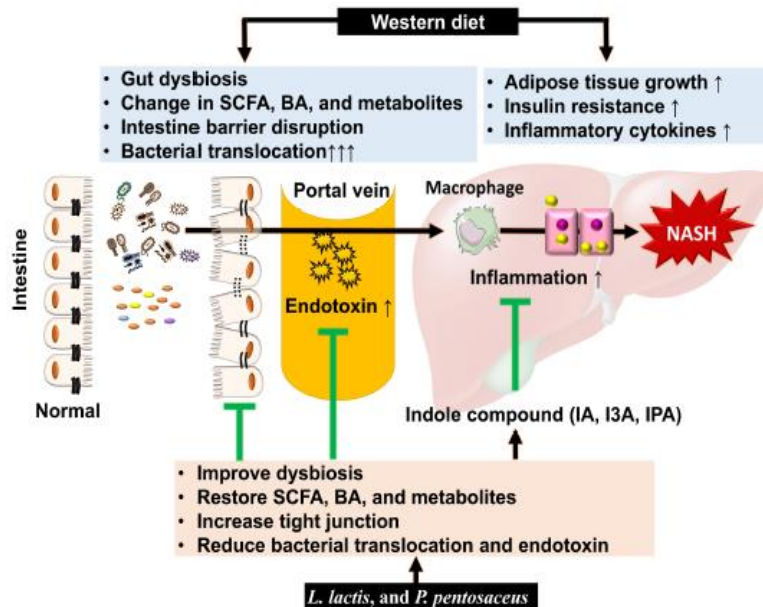 Western diet
• Gut dysbiosis
• Change in SCFA, BA, and metabolites
• Intestine barrier disruption
• Bacterial translocation↑↑↑
• Adipose tissue growth ↑
• Insulin resistance ↑
• Inflammatory cytokines ↑
Intestine
Normal
Portal vein
Endotoxin ↑
Macrophage
Inflammation ↑
NASH
Indole compound (IA, I3A, IPA)
• Improve dysbiosis
• Restore SCFA, BA, and metabolites
• Increase tight junction
• Reduce bacterial translocation and endotoxin
L. lactis, and P. pentosaceus